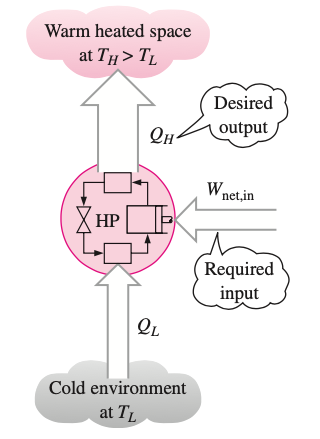 Warm heated space
at T_H > T_L
Desired
output
Q_H
W_net,in
HP
Required
input
Q_L
Cold environment
at T_L